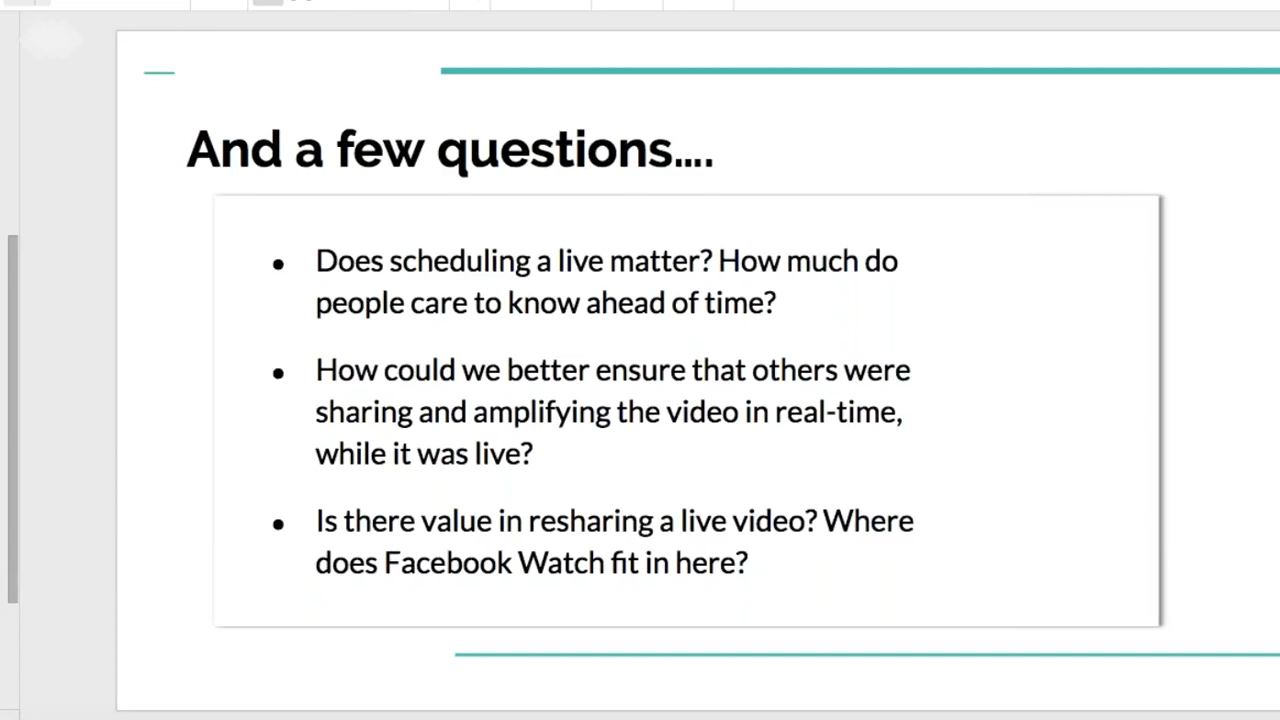 And a few questions....
● Does scheduling a live matter? How much do
people care to know ahead of time?
● How could we better ensure that others were
sharing and amplifying the video in real-time,
while it was live?
● Is there value in resharing a live video? Where
does Facebook Watch fit in here?